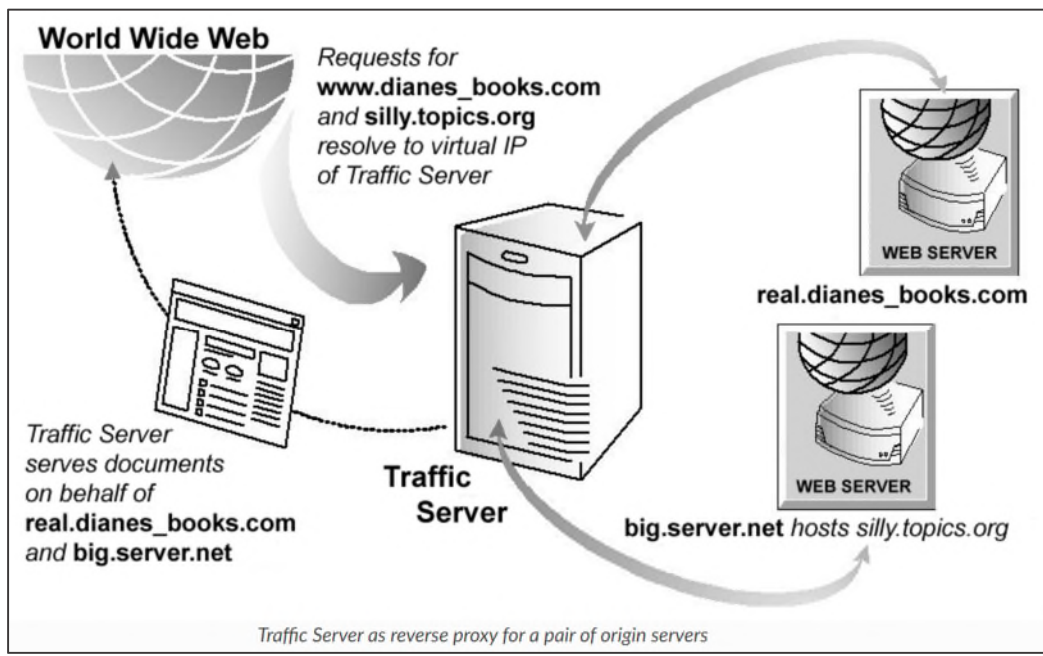 World Wide Web
Requests for
www.dianes_books.com
and silly.topics.org
resolve to virtual IP
of Traffic Server
WEB SERVER
real.dianes_books.com
Traffic Server
serves documents
on behalf of
real.dianes_books.com
and big.server.net
Traffic
Server
WEB SERVER
big.server.net hosts silly.topics.org
Traffic Server as reverse proxy for a pair of origin servers